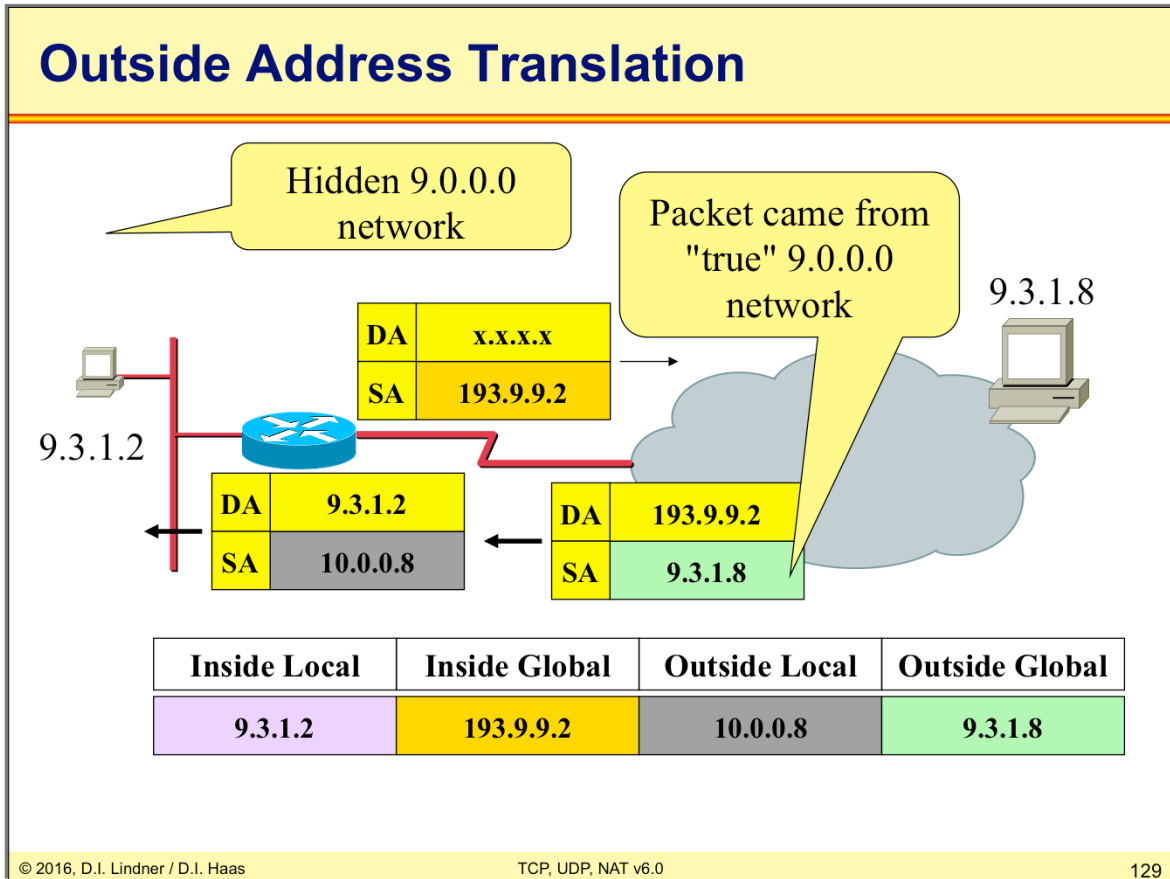 Outside Address Translation
Hidden 9.0.0.0
network
Packet came from
"true" 9.0.0.0
network
9.3.1.8
DA x.x.x.x
SA 193.9.9.2
9.3.1.2
DA 9.3.1.2
SA 10.0.0.8
DA 193.9.9.2
SA 9.3.1.8
Inside Local Inside Global Outside Local Outside Global
9.3.1.2 193.9.9.2 10.0.0.8 9.3.1.8
© 2016, D.I. Lindner / D.I. Haas TCP, UDP, NAT v6.0 129